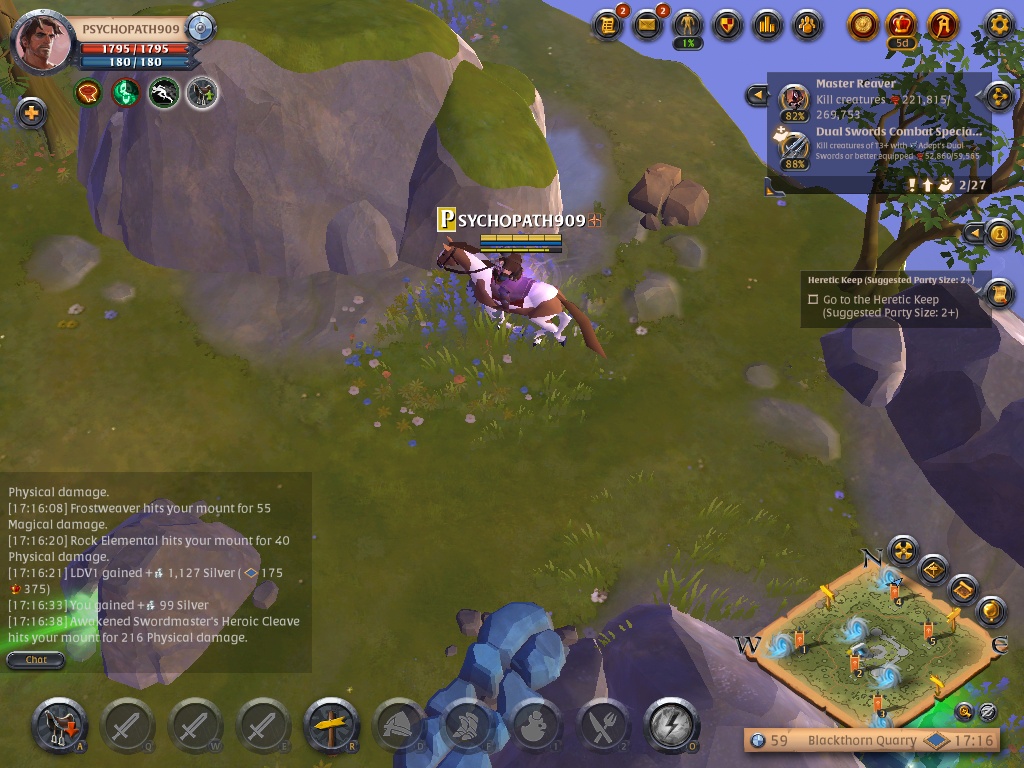 PSYCHOPATH909
1795 / 1795
180 / 180
2
2
1%
5d
Master Reaver
Kill creatures 221,815/
269,753
82%
Dual Swords Combat Specia...
Kill creatures of T3+ with Adept's Dual
Swords or better equipped 52,860/59,565
88%
2/27
PSYCHOPATH909
Heretic Keep (Suggested Party Size: 2+)
Go to the Heretic Keep
(Suggested Party Size: 2+)
Physical damage.
[17:16:08] Frostweaver hits your mount for 55
Magical damage.
[17:16:20] Rock Elemental hits your mount for 40
Physical damage.
[17:16:21] LDV1 gained + 1,127 Silver ( 175
375)
[17:16:33] You gained + 99 Silver
[17:16:38] Awakened Swordmaster's Heroic Cleave
hits your mount for 216 Physical damage.
Chat
N
W
E
4
1
5
2
3
A
Q
W
E
R
D
F
1
2
O
59 Blackthorn Quarry 17:16